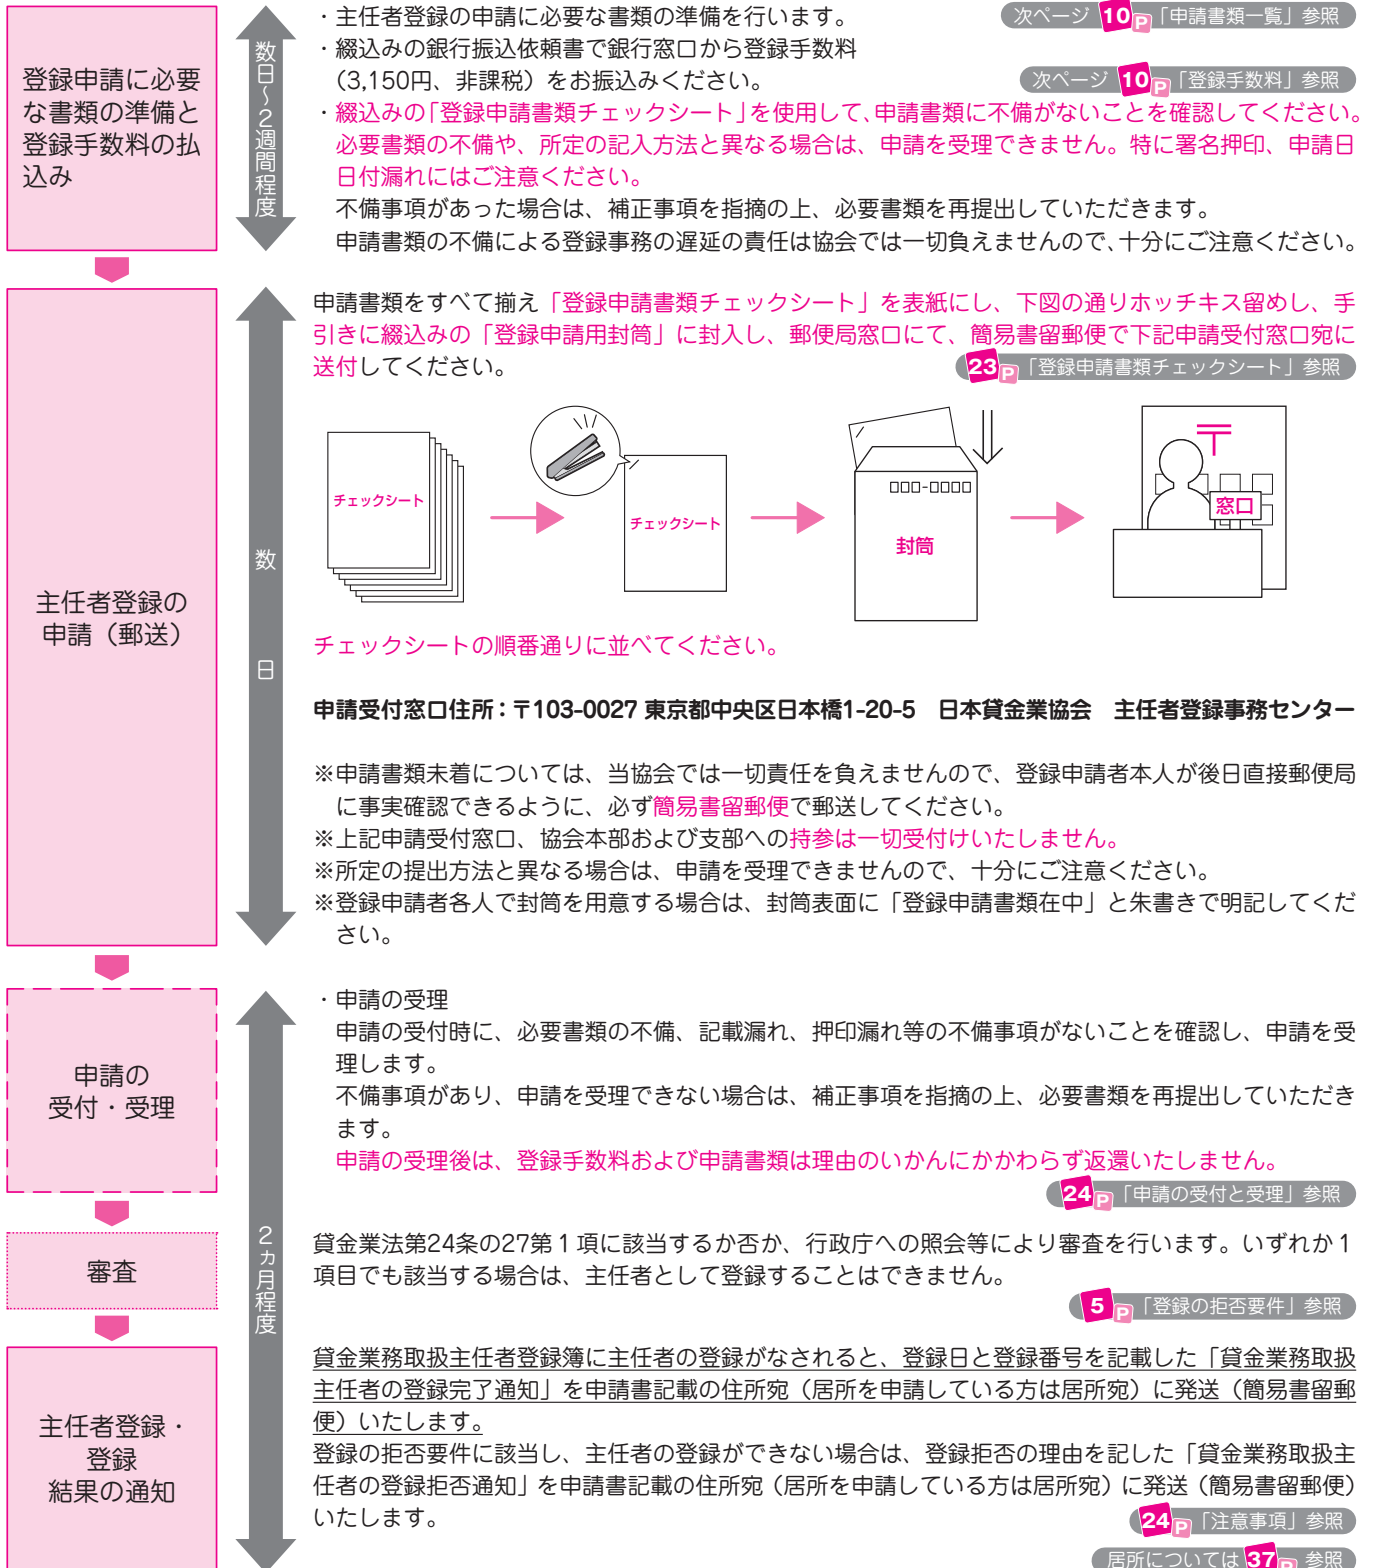 登録申請に必要
な書類の準備と
登録手数料の払
込み
数日～2週間程度
・主任者登録の申請に必要な書類の準備を行います。
次ページ 10P「申請書類一覧」参照
・綴込みの銀行振込依頼書で銀行窓口から登録手数料
（3,150円、非課税）をお振込みください。
次ページ 10P「登録手数料」参照
・綴込みの「登録申請書類チェックシート」を使用して、申請書類に不備がないことを確認してください。
必要書類の不備や、所定の記入方法と異なる場合は、申請を受理できません。特に署名押印、申請日
日付漏れにはご注意ください。
不備事項があった場合は、補正事項を指摘の上、必要書類を再提出していただきます。
申請書類の不備による登録事務の遅延の責任は協会では一切負えませんので、十分にご注意ください。
主任者登録の
申請（郵送）
数日
申請書類をすべて揃え「登録申請書類チェックシート」を表紙にし、下図の通りホッチキス留めし、手
引きに綴込みの「登録申請用封筒」に封入し、郵便局窓口にて、簡易書留郵便で下記申請受付窓口宛に
送付してください。
23P「登録申請書類チェックシート」参照
チェックシート
チェックシート
□□□-□□□□
封筒
〒
窓口
チェックシートの順番通りに並べてください。
申請受付窓口住所：〒103-0027 東京都中央区日本橋1-20-5　日本貸金業協会　主任者登録事務センター
※申請書類未着については、当協会では一切責任を負えませんので、登録申請者本人が後日直接郵便局
に事実確認できるように、必ず簡易書留郵便で郵送してください。
※上記申請受付窓口、協会本部および支部への持参は一切受付けいたしません。
※所定の提出方法と異なる場合は、申請を受理できませんので、十分にご注意ください。
※登録申請者各人で封筒を用意する場合は、封筒表面に「登録申請書類在中」と朱書きで明記してくだ
さい。
申請の
受付・受理
2ヵ月程度
・申請の受理
申請の受付時に、必要書類の不備、記載漏れ、押印漏れ等の不備事項がないことを確認し、申請を受
理します。
不備事項があり、申請を受理できない場合は、補正事項を指摘の上、必要書類を再提出していただき
ます。
申請の受理後は、登録手数料および申請書類は理由のいかんにかかわらず返還いたしません。
24P「申請の受付と受理」参照
審査
貸金業法第24条の27第１項に該当するか否か、行政庁への照会等により審査を行います。いずれか１
項目でも該当する場合は、主任者として登録することはできません。
5P「登録の拒否要件」参照
主任者登録・
登録
結果の通知
貸金業務取扱主任者登録簿に主任者の登録がなされると、登録日と登録番号を記載した「貸金業務取扱
主任者の登録完了通知」を申請書記載の住所宛（居所を申請している方は居所宛）に発送（簡易書留郵
便）いたします。
登録の拒否要件に該当し、主任者の登録ができない場合は、登録拒否の理由を記した「貸金業務取扱主
任者の登録拒否通知」を申請書記載の住所宛（居所を申請している方は居所宛）に発送（簡易書留郵便）
いたします。
24P「注意事項」参照
居所については 37P 参照